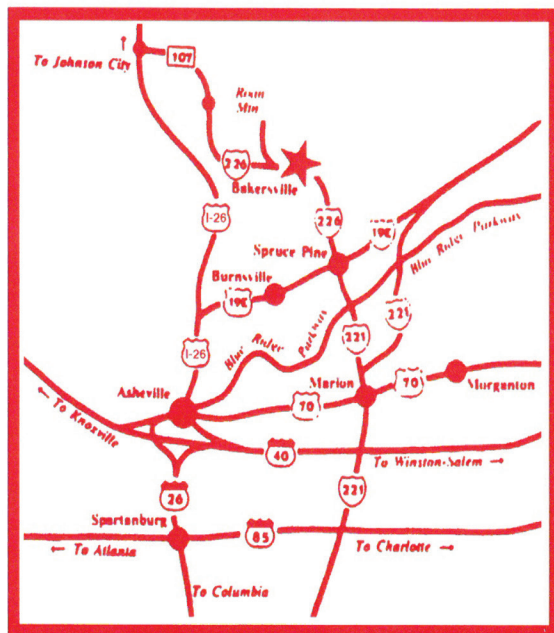 To Johnson City
107
Roan
Mtn
226
Bakersville
I-26
226
19E
Spruce Pine
Burnsville
19E
Blue Ridge Parkway
221
I-26
Blue Ridge Parkway
221
Asheville
Marion
70
70
Morganton
← To Knoxville
40
To Winston-Salem →
26
221
Spartanburg
85
← To Atlanta
To Charlotte →
To Columbia